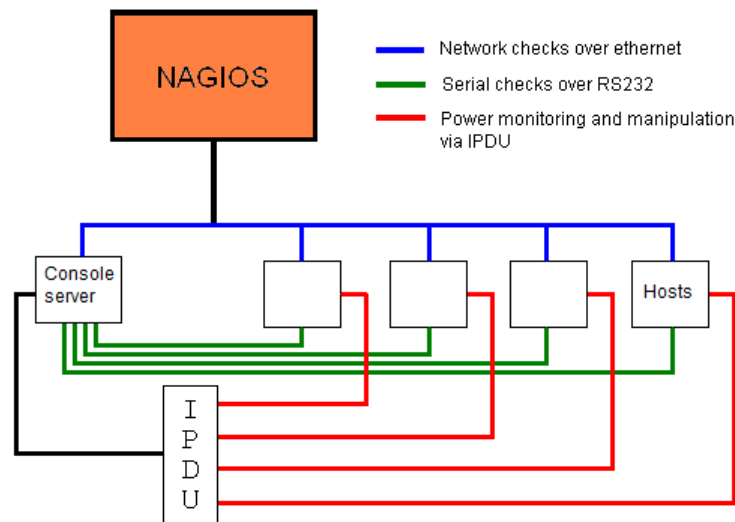 NAGIOS
Network checks over ethernet
Serial checks over RS232
Power monitoring and manipulation
via IPDU
Console
server
Hosts
I
P
D
U